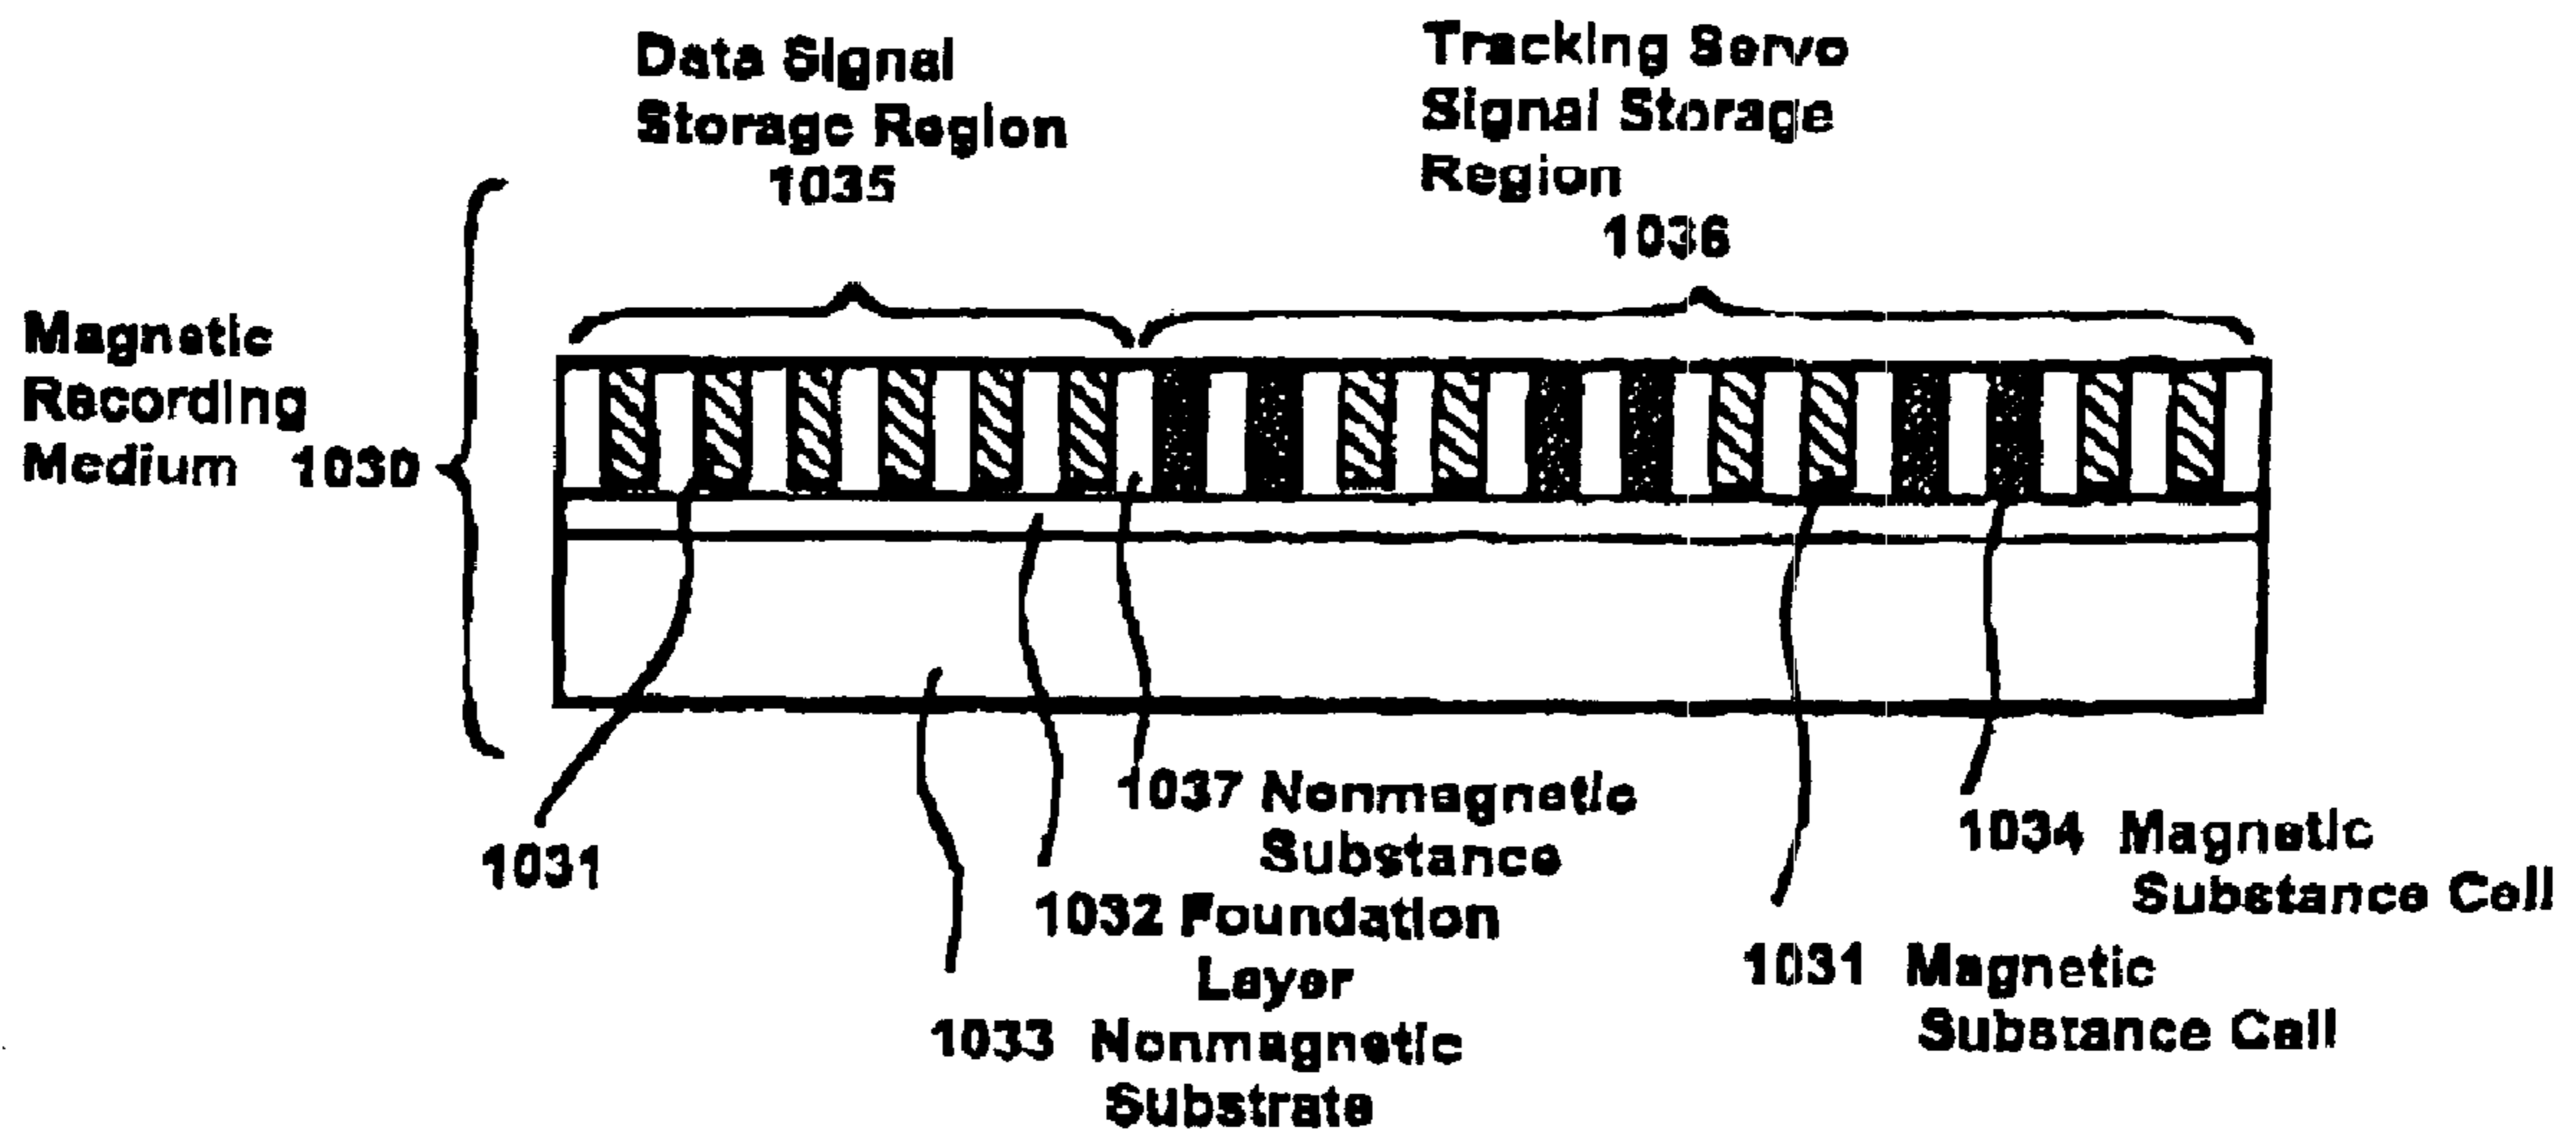 Data Signal
Storage Region
1035
Tracking Servo
Signal Storage
Region
1036
Magnetic
Recording
Medium 1030
1031
1037 Nonmagnetic
Substance
1032 Foundation
Layer
1033 Nonmagnetic
Substrate
1034 Magnetic
Substance Cell
1031 Magnetic
Substance Cell